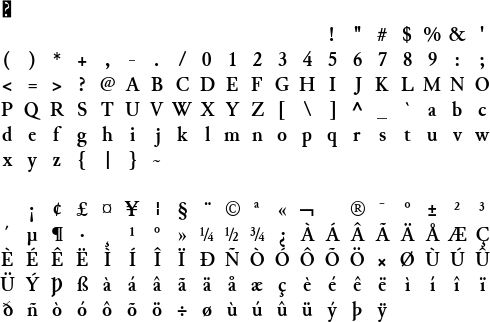 ! " # $ % & '
( ) * + , - . / 0 1 2 3 4 5 6 7 8 9 : ;
< = > ? @ A B C D E F G H I J K L M N O
P Q R S T U V W X Y Z [ \ ] ^ _ ` a b c
d e f g h i j k l m n o p q r s t u v w
x y z { | } ~
¡ ¢ £ ¤ ¥ ¦ § ¨ © ª « ¬ ® ¯ ° ± ² ³
´ µ ¶ · ¸ ¹ º » ¼ ½ ¾ ¿ À Á Â Ã Ä Å Æ Ç
È É Ê Ë Ì Í Î Ï Ð Ñ Ò Ó Ô Õ Ö × Ø Ù Ú Û
Ü Ý Þ ß à á â ã ä å æ ç è é ê ë ì í î ï
ð ñ ò ó ô õ ö ÷ ø ù ú û ü ý þ ÿ